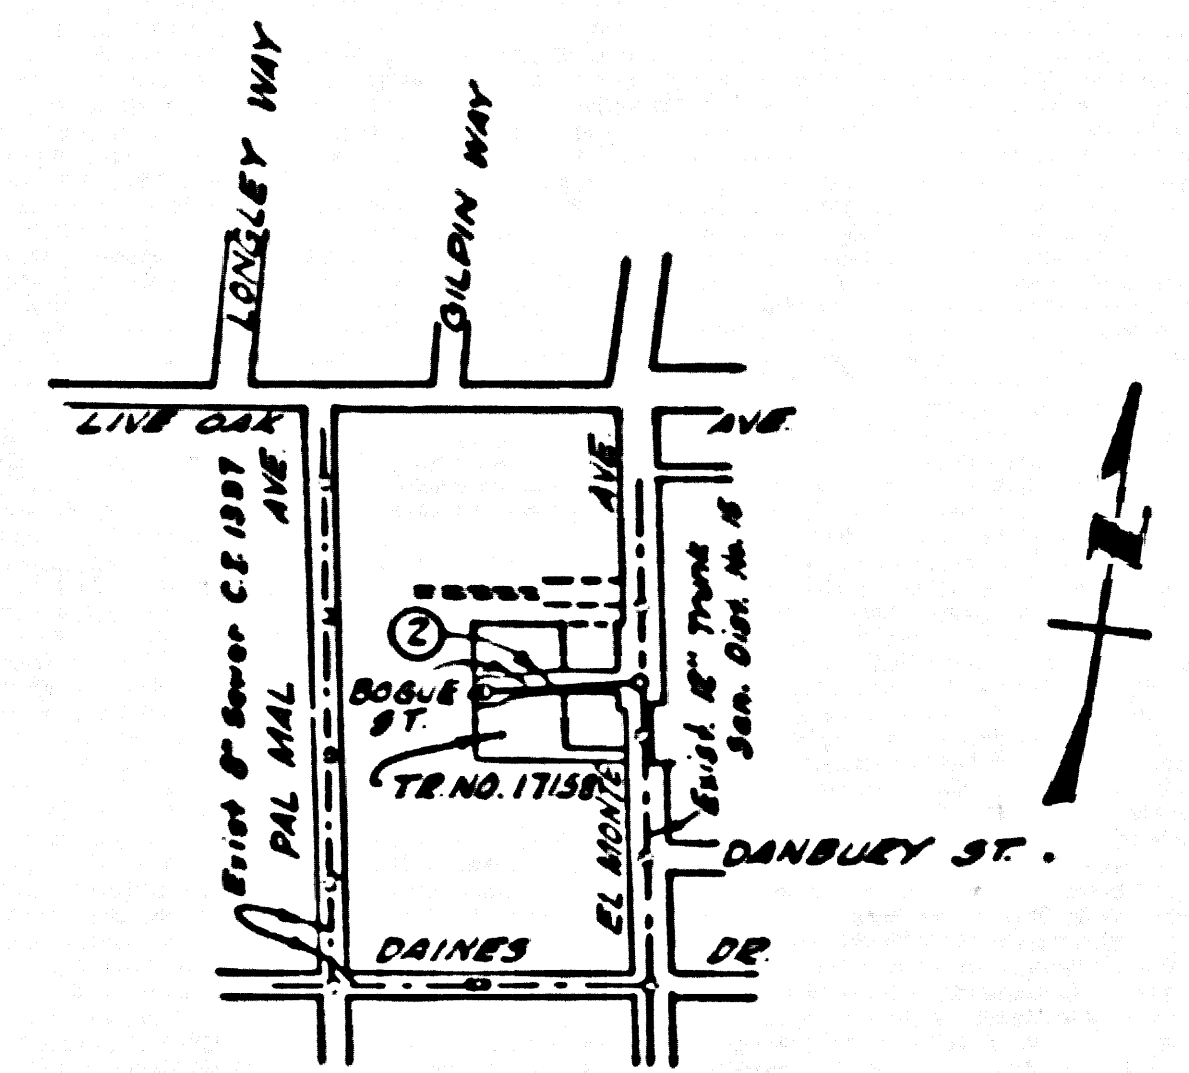 LONGLEY WAY
GILPIN WAY
LIVE OAK
AVE.
AVE
AVE
Exist 8" Sewer C.I. 1387
PAL MAL
Exist. 12" Trunk
San. Dist. No. 15
N
2
BOGUE
ST.
TR. NO. 17158
EL MONTE
DANBURY ST.
DAINES
DR.